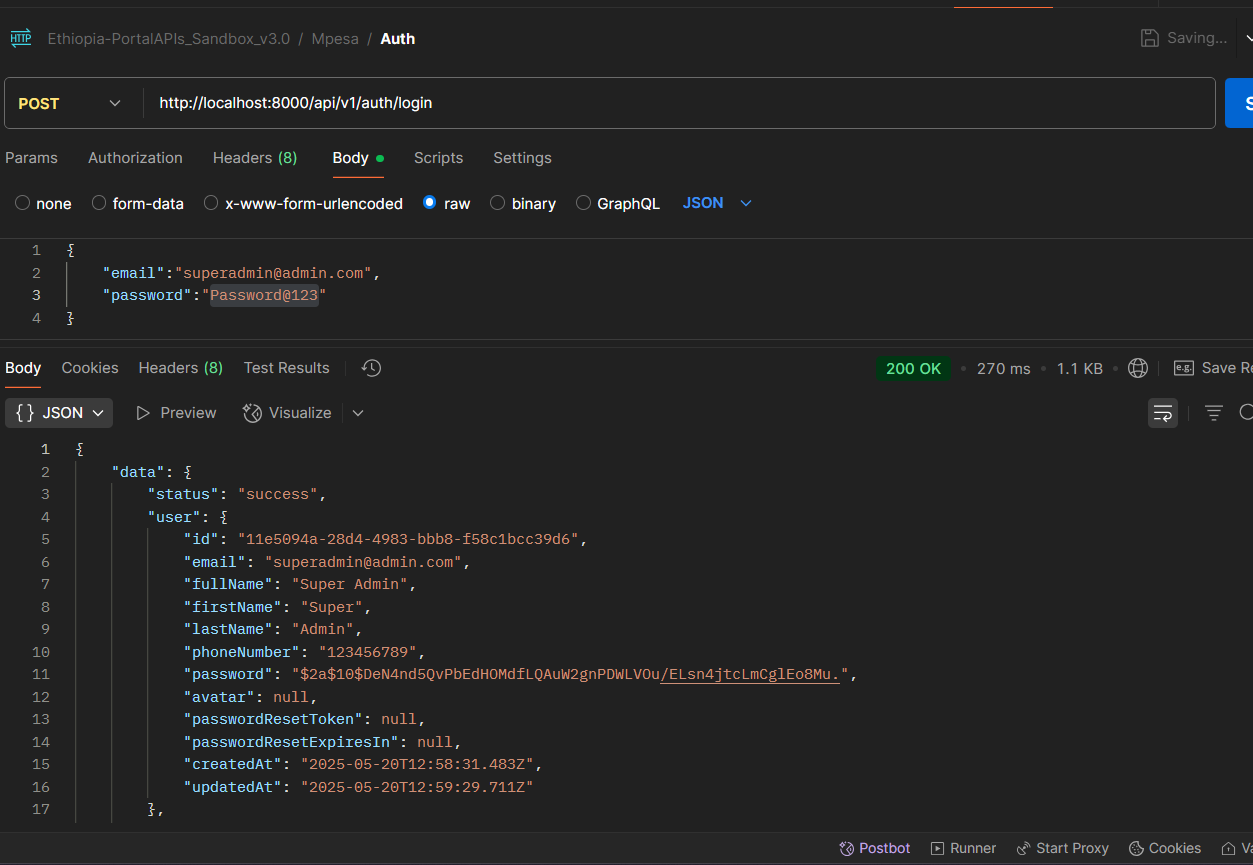 HTTP Ethiopia-PortalAPIs_Sandbox_v3.0 / Mpesa / Auth Saving...
POST http://localhost:8000/api/v1/auth/login S
Params Authorization Headers (8) Body Scripts Settings
none form-data x-www-form-urlencoded raw binary GraphQL JSON
1 {
2 "email":"superadmin@admin.com",
3 "password":"Password@123"
4 }
Body Cookies Headers (8) Test Results 200 OK • 270 ms • 1.1 KB • e.g. Save Re
{} JSON Preview Visualize
1 {
2 "data": {
3 "status": "success",
4 "user": {
5 "id": "11e5094a-28d4-4983-bbb8-f58c1bcc39d6",
6 "email": "superadmin@admin.com",
7 "fullName": "Super Admin",
8 "firstName": "Super",
9 "lastName": "Admin",
10 "phoneNumber": "123456789",
11 "password": "$2a$10$DeN4nd5QvPbEdHOMdfLQAuW2gnPDWLVOu/ELsn4jtcLmCglEo8Mu.",
12 "avatar": null,
13 "passwordResetToken": null,
14 "passwordResetExpiresIn": null,
15 "createdAt": "2025-05-20T12:58:31.483Z",
16 "updatedAt": "2025-05-20T12:59:29.711Z"
17 },
Postbot Runner Start Proxy Cookies Va